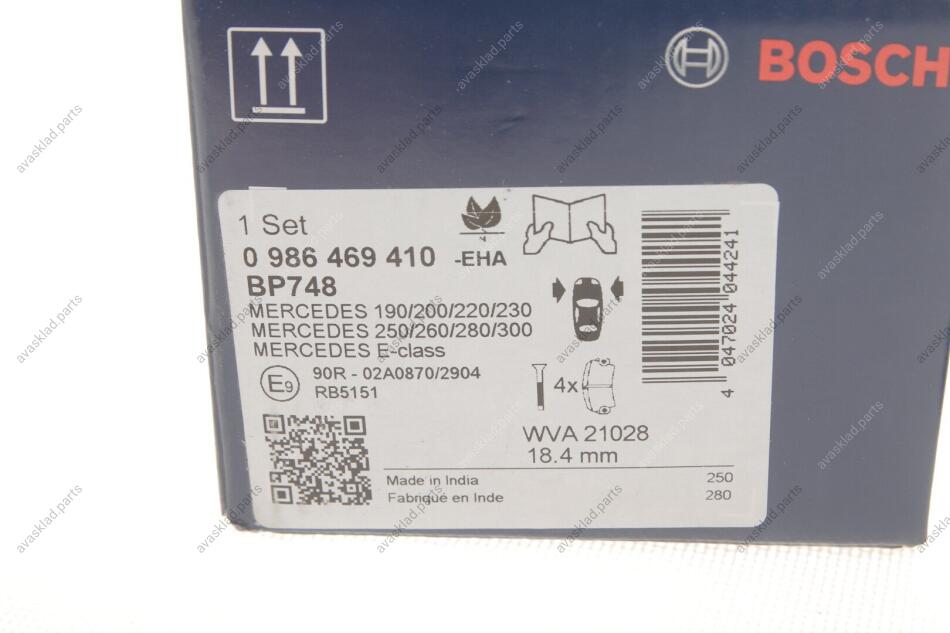 BOSCH
1 Set
0 986 469 410 -EHA
BP748
MERCEDES 190/200/220/230
MERCEDES 250/260/280/300
MERCEDES E-class
E9 90R - 02A0870/2904
RB5151
4x
WVA 21028
18.4 mm
Made in India 250
Fabriqué en Inde 280
4 047024 044241
avasklad.parts